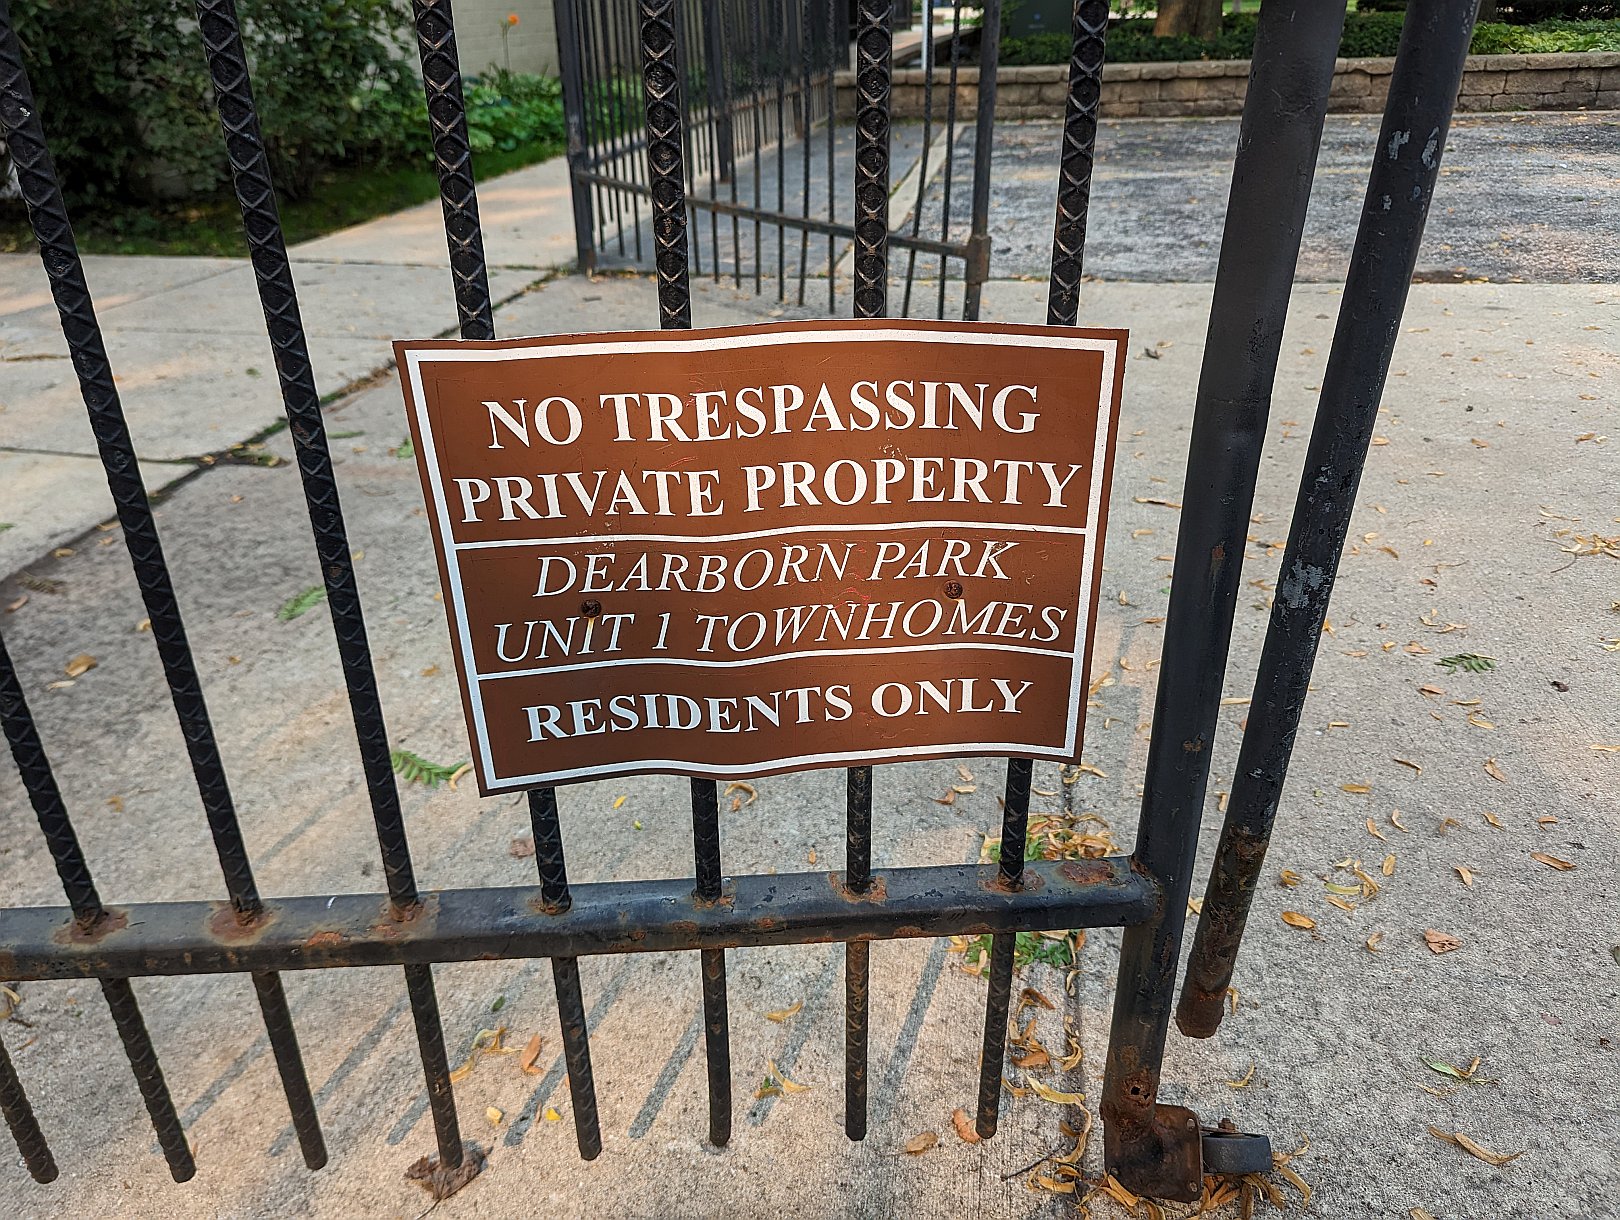 NO TRESPASSING
PRIVATE PROPERTY
DEARBORN PARK
UNIT 1 TOWNHOMES
RESIDENTS ONLY